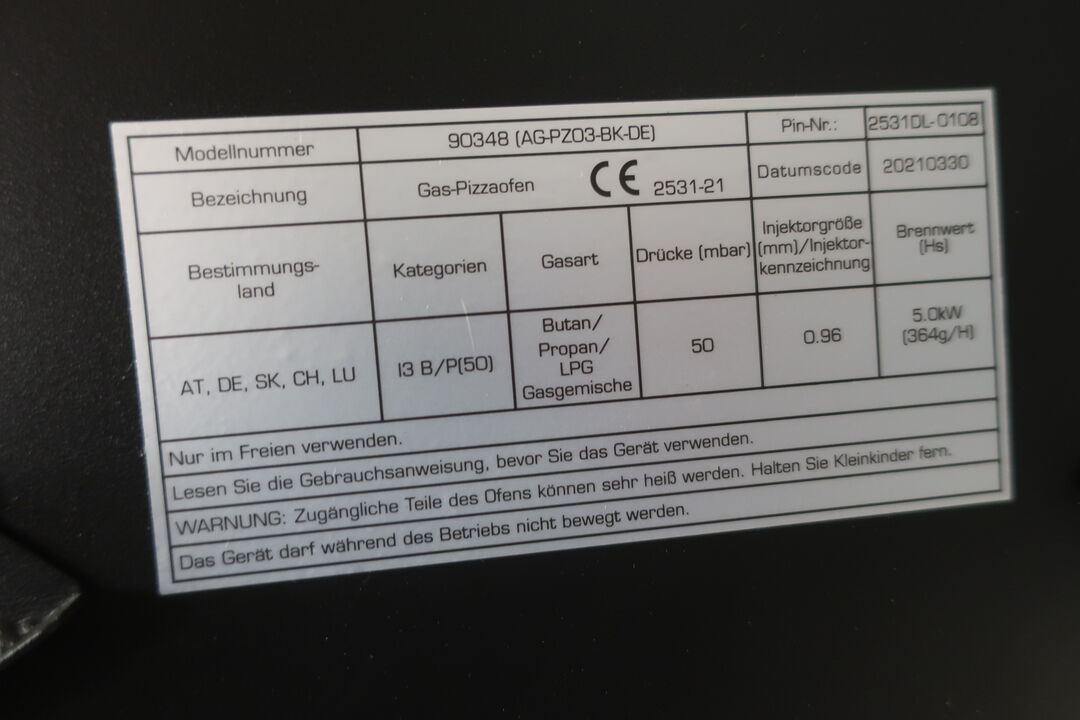 Modellnummer
90348 (AG-PZ03-BK-DE)
Pin-Nr.:
2531DL-0108
Bezeichnung
Gas-Pizzaofen
CE 2531-21
Datumscode
20210330
Bestimmungs-
land
Kategorien
Gasart
Drücke (mbar)
Injektorgröße
(mm)/Injektor-
kennzeichnung
Brennwert
(Hs)
AT, DE, SK, CH, LU
I3 B/P(50)
Butan/
Propan/
LPG
Gasgemische
50
0.96
5.0kW
(364g/H)
Nur im Freien verwenden.
Lesen Sie die Gebrauchsanweisung, bevor Sie das Gerät verwenden.
WARNUNG: Zugängliche Teile des Ofens können sehr heiß werden. Halten Sie Kleinkinder fern.
Das Gerät darf während des Betriebs nicht bewegt werden.